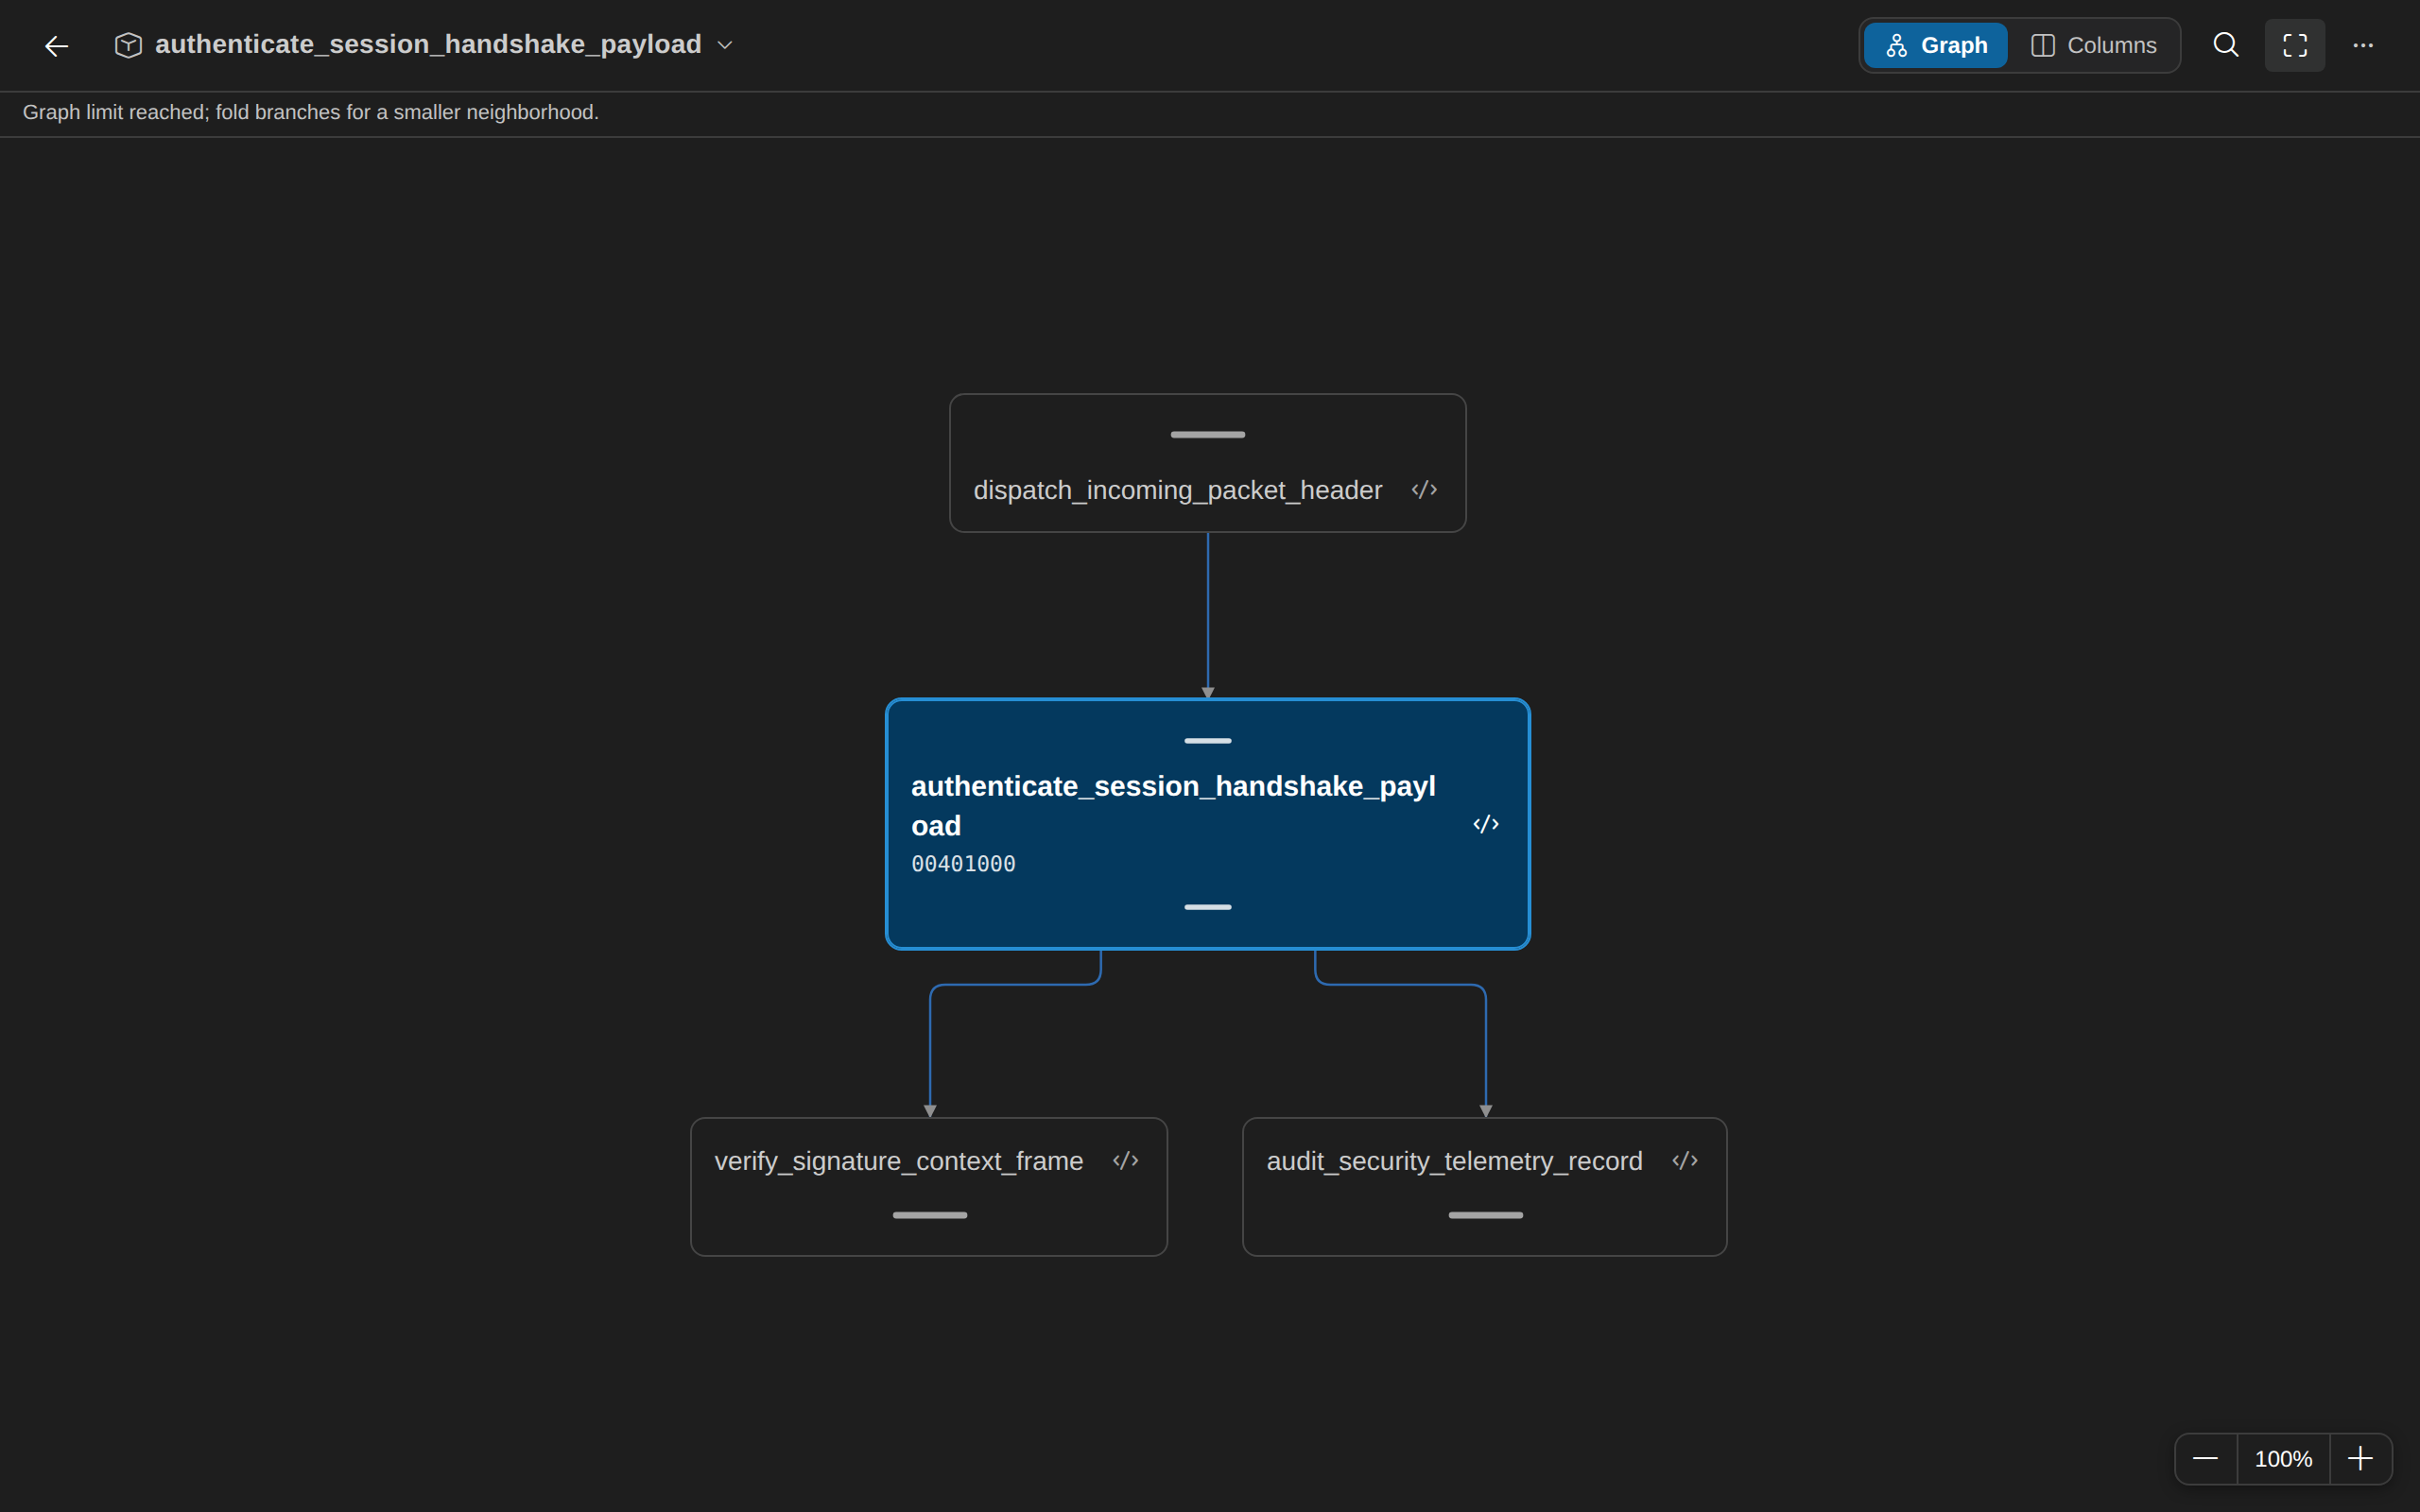 authenticate_session_handshake_payload
Graph
Columns
Graph limit reached; fold branches for a smaller neighborhood.
dispatch_incoming_packet_header
authenticate_session_handshake_payl
oad
00401000
verify_signature_context_frame
audit_security_telemetry_record
100%